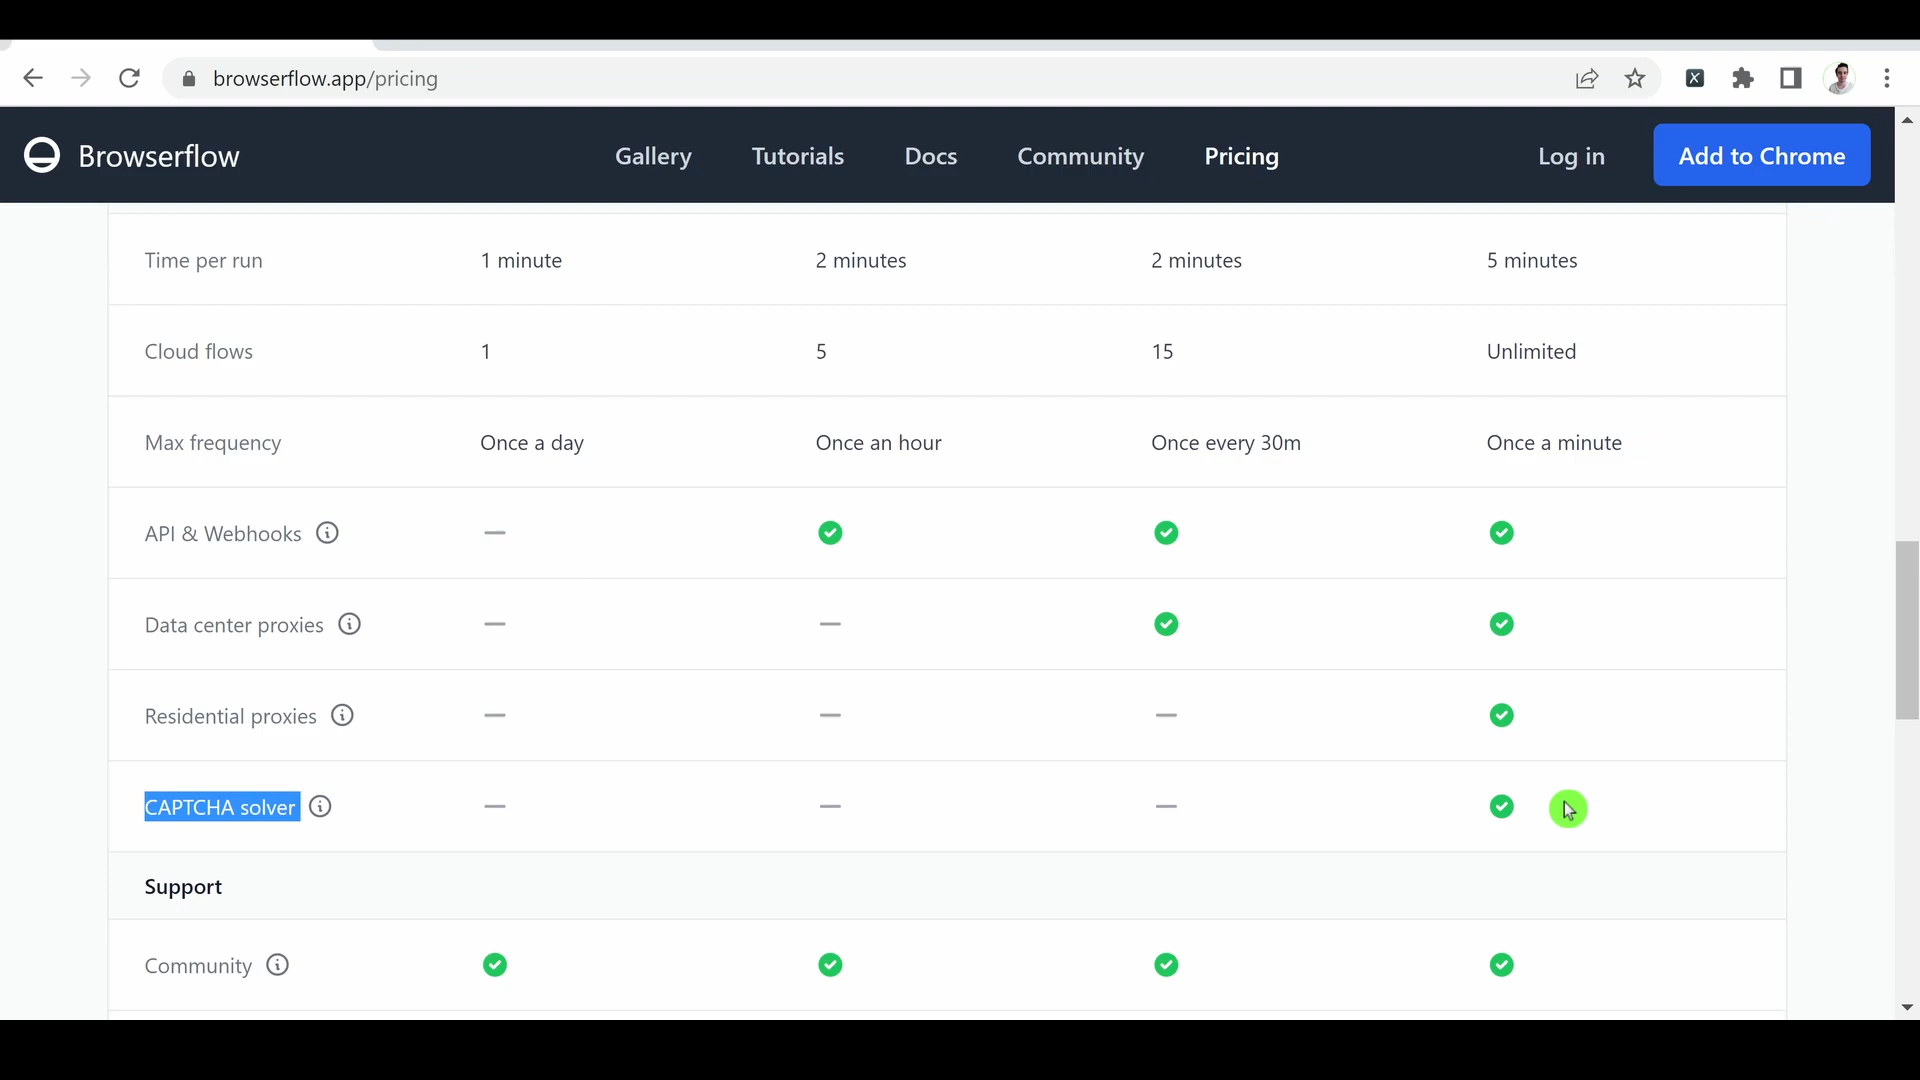 browserflow.app/pricing
Browserflow Gallery Tutorials Docs Community Pricing Log in Add to Chrome
Time per run 1 minute 2 minutes 2 minutes 5 minutes
Cloud flows 1 5 15 Unlimited
Max frequency Once a day Once an hour Once every 30m Once a minute
API & Webhooks
Data center proxies
Residential proxies
CAPTCHA solver
Support
Community